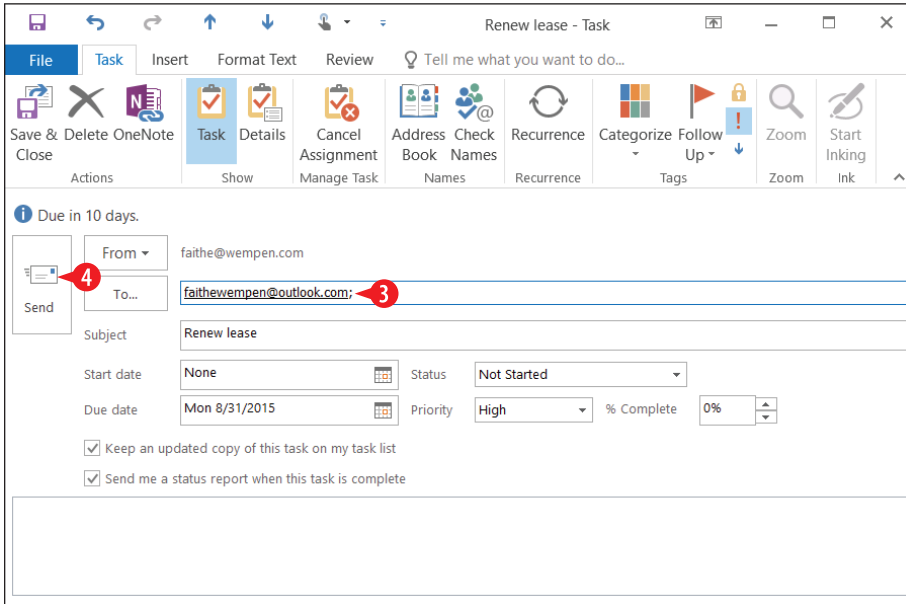 Renew lease - Task
File Task Insert Format Text Review Tell me what you want to do...
Save & Close Delete OneNote Task Details Cancel Assignment Address Book Check Names Recurrence Categorize Follow Up Zoom Start Inking
Actions Show Manage Task Names Recurrence Tags Zoom Ink
Due in 10 days.
From faithe@wempen.com
Send 4 To... faithewempen@outlook.com; 3
Subject Renew lease
Start date None Status Not Started
Due date Mon 8/31/2015 Priority High % Complete 0%
Keep an updated copy of this task on my task list
Send me a status report when this task is complete